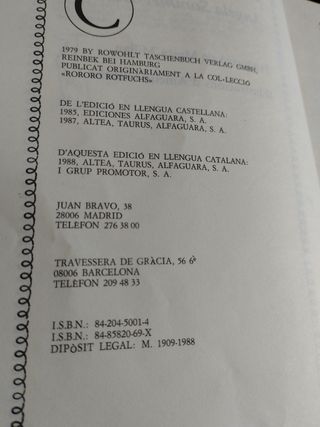 C
1979 BY ROWOHLT TASCHENBUCH VERLAG GMBH,
REINBEK BEI HAMBURG
PUBLICAT ORIGINÀRIAMENT A LA COL·LECCIÓ
«RORORO ROTFUCHS»
DE L'EDICIÓ EN LLENGUA CASTELLANA:
1985, EDICIONES ALFAGUARA, S. A.
1987, ALTEA, TAURUS, ALFAGUARA, S. A.
D'AQUESTA EDICIÓ EN LLENGUA CATALANA:
1988, ALTEA, TAURUS, ALFAGUARA, S. A.
I GRUP PROMOTOR, S. A.
JUAN BRAVO, 38
28006 MADRID
TELÈFON 276 38 00
TRAVESSERA DE GRÀCIA, 56 6è
08006 BARCELONA
TELÈFON 209 48 33
I.S.B.N.: 84-204-5001-4
I.S.B.N.: 84-85820-69-X
DIPÒSIT LEGAL: M. 1909-1988